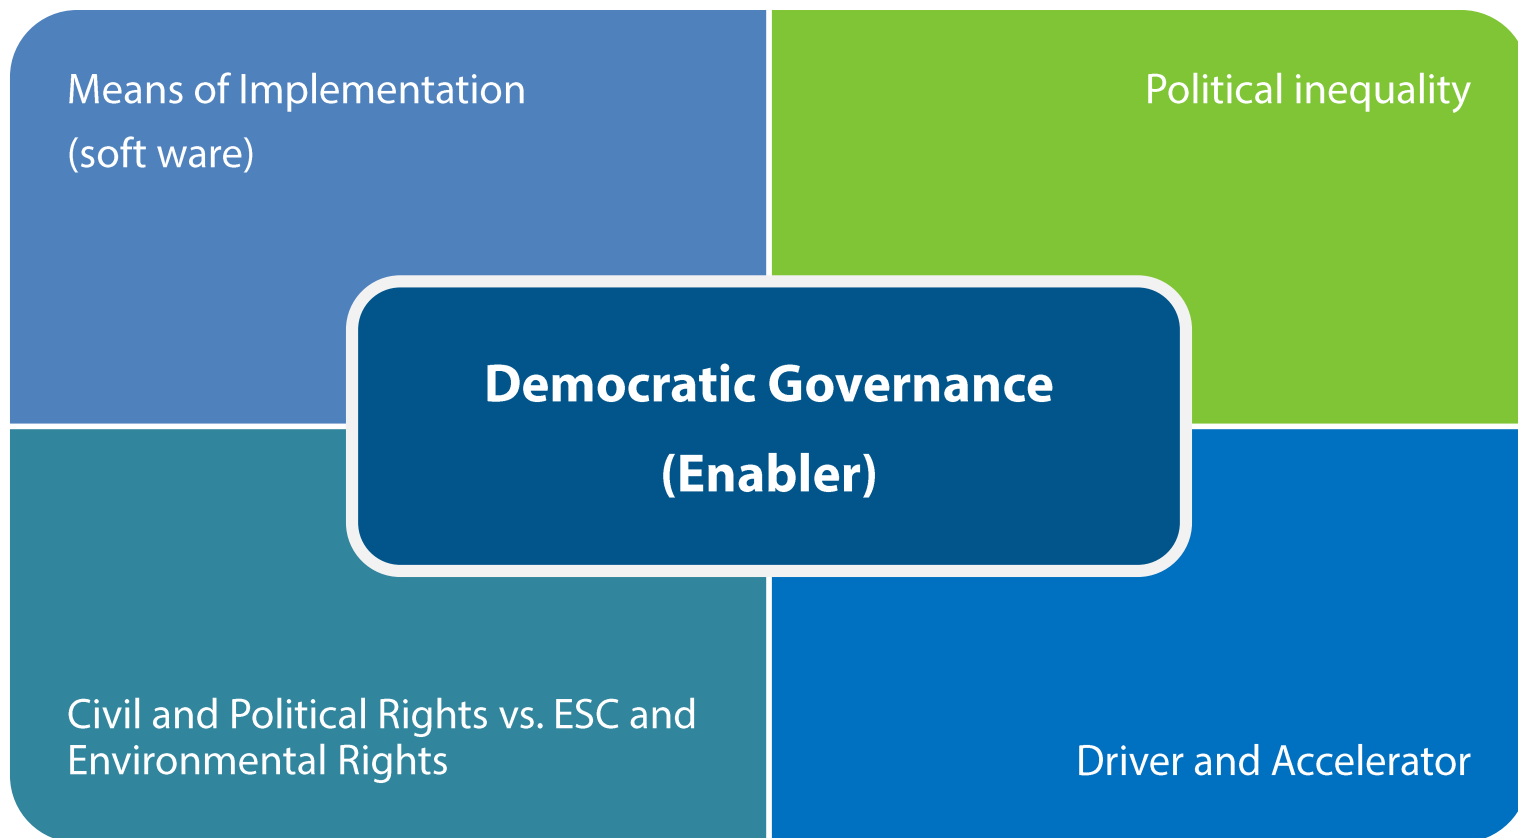 Means of Implementation
(soft ware)
Political inequality
Democratic Governance
(Enabler)
Civil and Political Rights vs. ESC and
Environmental Rights
Driver and Accelerator